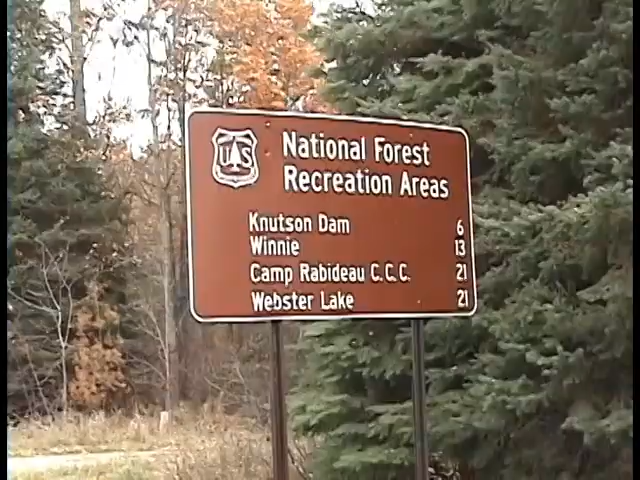 US
National Forest
Recreation Areas
Knutson Dam 6
Winnie 13
Camp Rabideau C.C.C. 21
Webster Lake 21